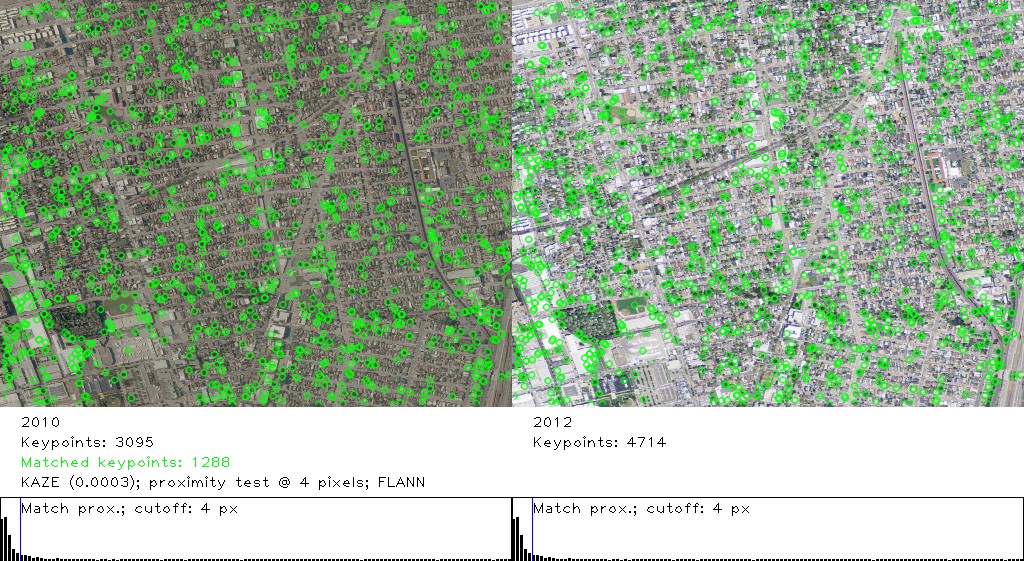 2010
Keypoints: 3095
Matched keypoints: 1288
KAZE (0.0003); proximity test @ 4 pixels; FLANN
2012
Keypoints: 4714
Match prox.; cutoff: 4 px
Match prox.; cutoff: 4 px